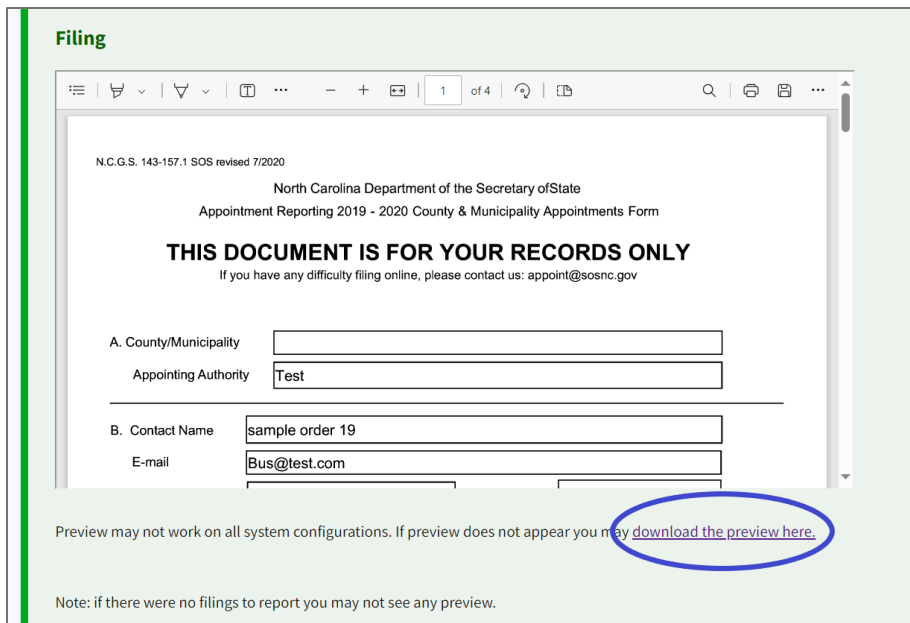 Filing
1 of 4
N.C.G.S. 143-157.1 SOS revised 7/2020
North Carolina Department of the Secretary ofState
Appointment Reporting 2019 - 2020 County & Municipality Appointments Form
THIS DOCUMENT IS FOR YOUR RECORDS ONLY
If you have any difficulty filing online, please contact us: appoint@sosnc.gov
A. County/Municipality
Appointing Authority Test
B. Contact Name sample order 19
E-mail Bus@test.com
Preview may not work on all system configurations. If preview does not appear you may download the preview here.
Note: if there were no filings to report you may not see any preview.